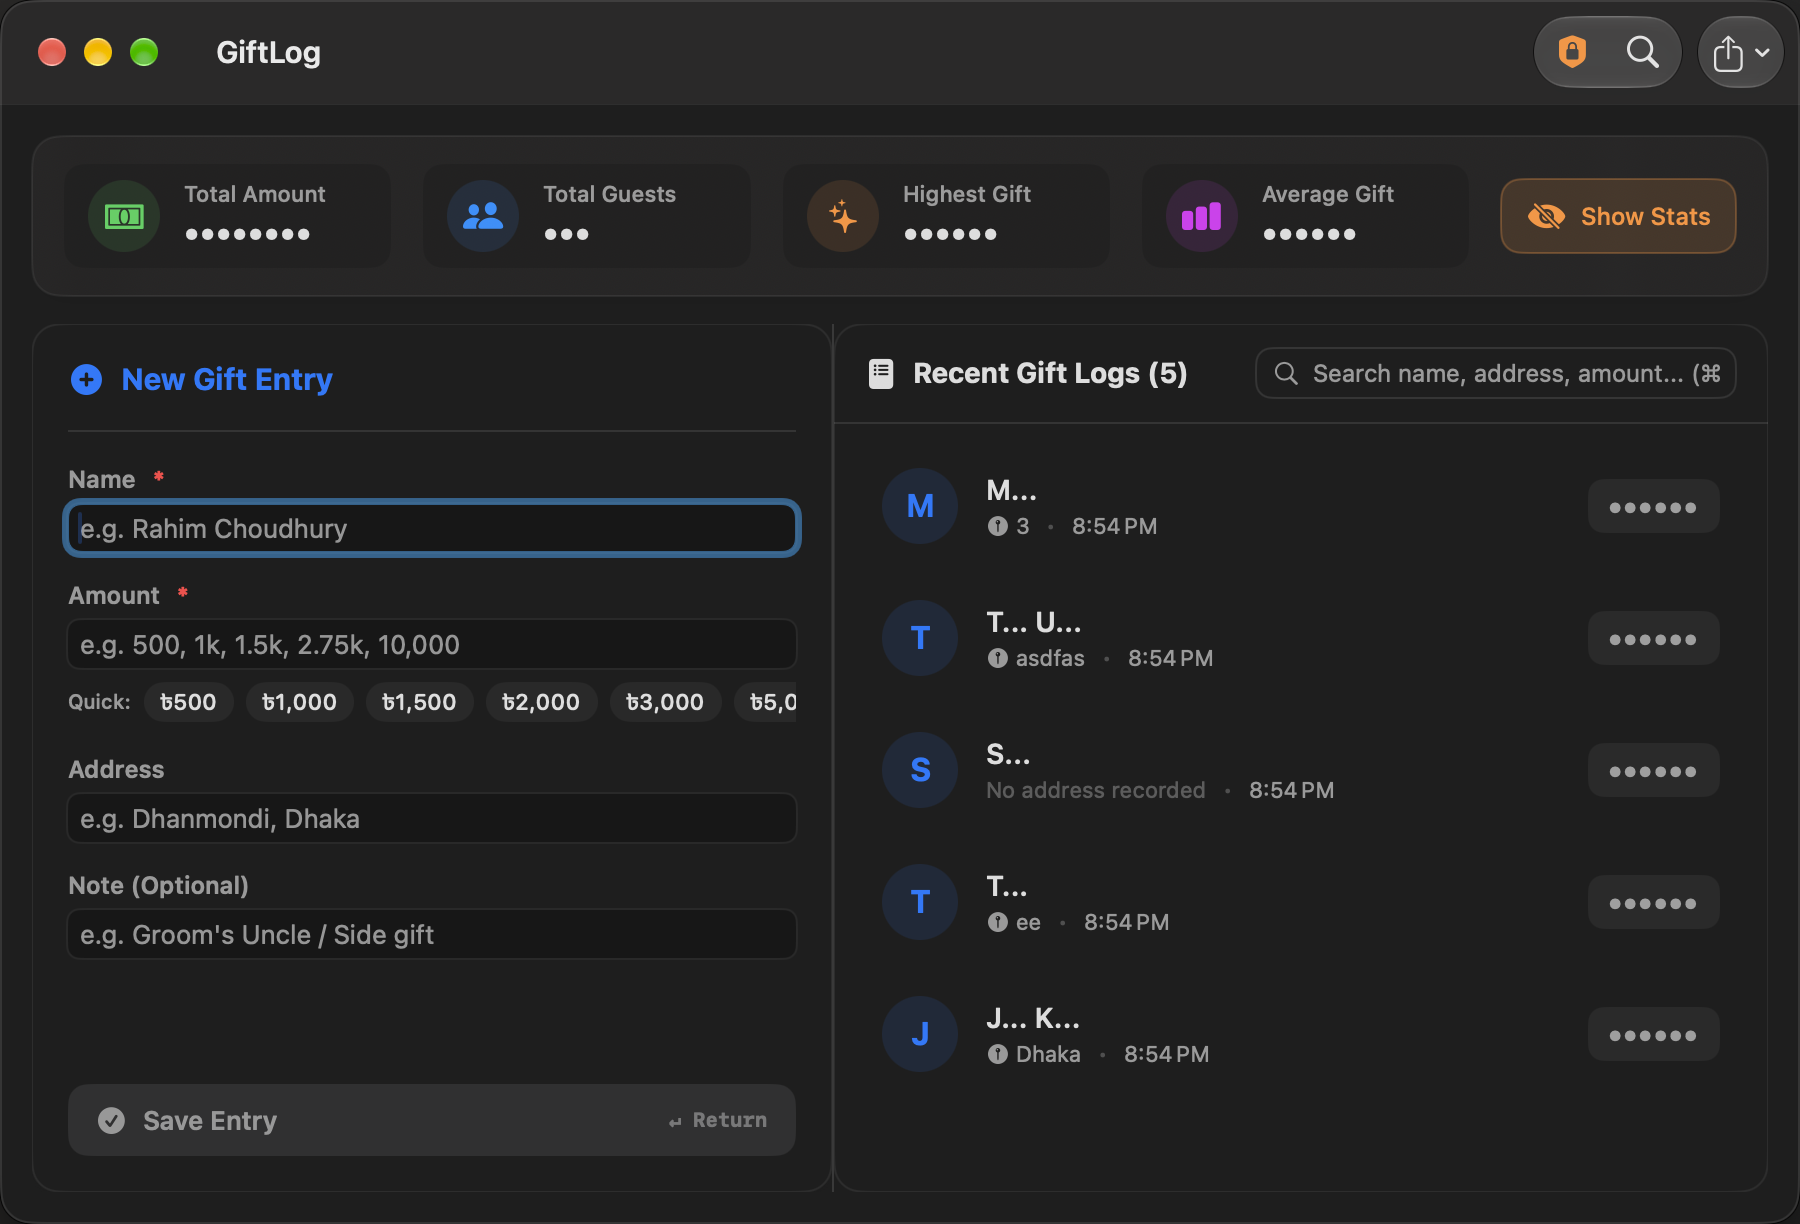 GiftLog
Total Amount
••••••••
Total Guests
•••
Highest Gift
••••••
Average Gift
••••••
Show Stats
New Gift Entry
Name *
e.g. Rahim Choudhury
Amount *
e.g. 500, 1k, 1.5k, 2.75k, 10,000
Quick: ৳500 ৳1,000 ৳1,500 ৳2,000 ৳3,000 ৳5,0
Address
e.g. Dhanmondi, Dhaka
Note (Optional)
e.g. Groom's Uncle / Side gift
Save Entry ↵ Return
Recent Gift Logs (5)
Search name, address, amount... (⌘
M
M...
3 • 8:54 PM
••••••
T
T... U...
asdfas • 8:54 PM
••••••
S
S...
No address recorded • 8:54 PM
••••••
T
T...
ee • 8:54 PM
••••••
J
J... K...
Dhaka • 8:54 PM
••••••